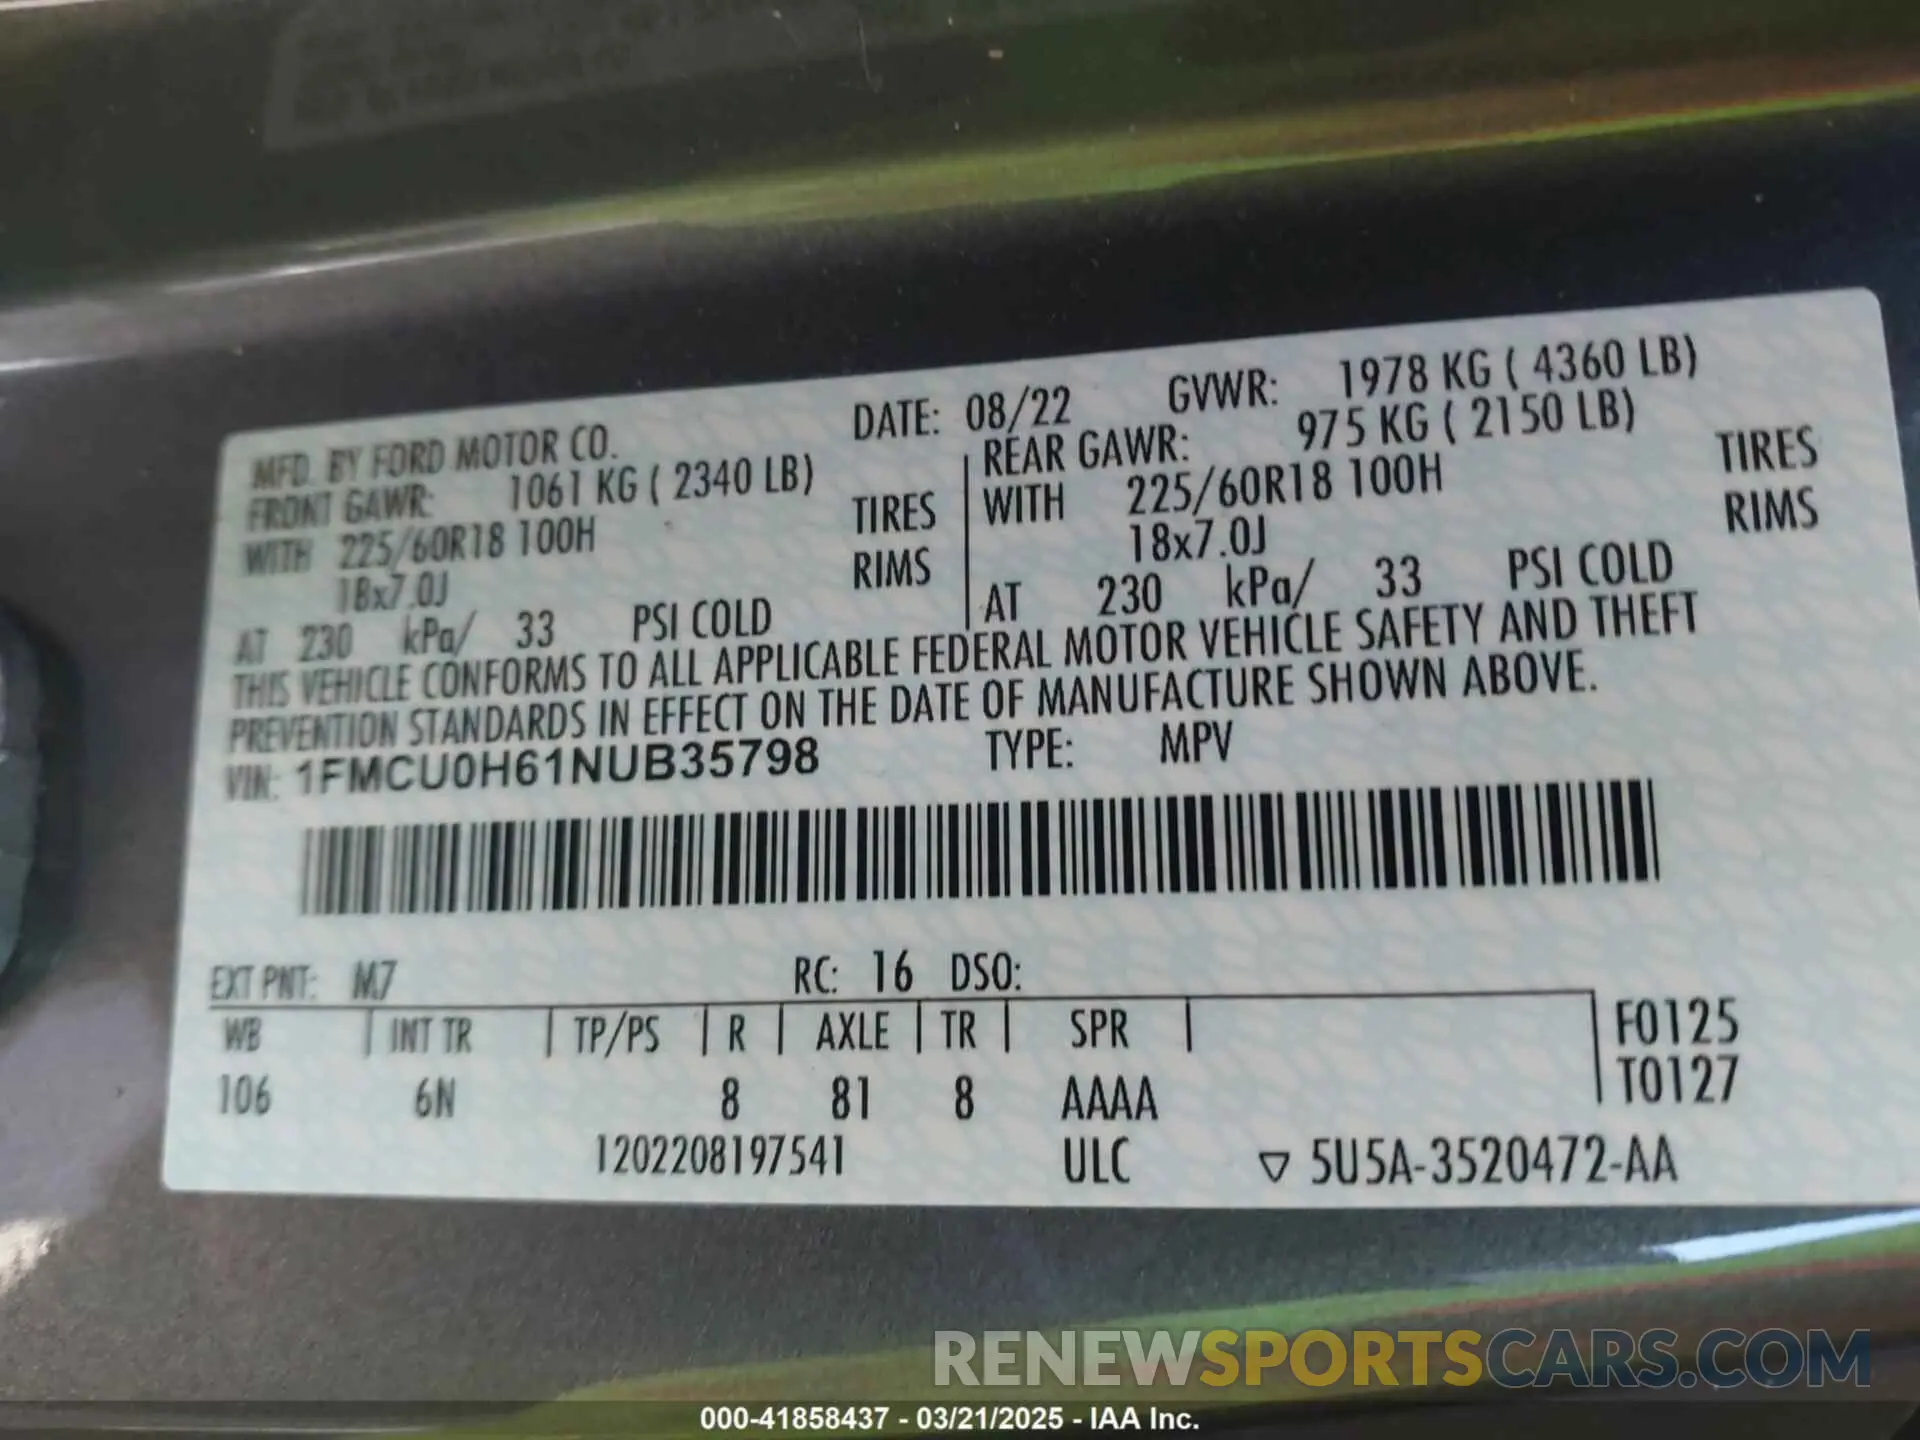 MFD. BY FORD MOTOR CO. DATE: 08/22 GVWR: 1978 KG ( 4360 LB)
FRONT GAWR: 1061 KG ( 2340 LB) REAR GAWR: 975 KG ( 2150 LB)
WITH 225/60R18 100H TIRES WITH 225/60R18 100H TIRES
18x7.0J RIMS 18x7.0J RIMS
AT 230 kPa/ 33 PSI COLD AT 230 kPa/ 33 PSI COLD
THIS VEHICLE CONFORMS TO ALL APPLICABLE FEDERAL MOTOR VEHICLE SAFETY AND THEFT
PREVENTION STANDARDS IN EFFECT ON THE DATE OF MANUFACTURE SHOWN ABOVE.
VIN: 1FMCU0H61NUB35798 TYPE: MPV
EXT PNT: M7 RC: 16 DSO:
WB INT TR TP/PS R AXLE TR SPR F0125
T0127
106 6N 8 81 8 AAAA
1202208197541 ULC ▽ 5U5A-3520472-AA
RENEWSPORTSCARS.COM
000-41858437 - 03/21/2025 - IAA Inc.